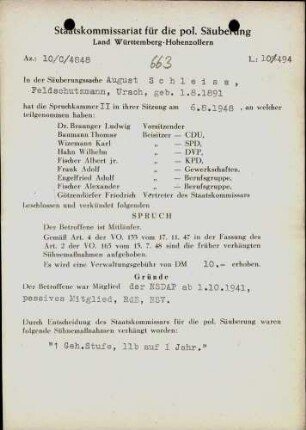 Staatskommissariat für die pol. Säuberung
Land Württemberg-Hohenzollern
Az.: 10/C/4848
663
L: 10/494
In der Säuberungssache August S c h l e i s s,
Feldschutzmann, Ursch, geb. 1.8.1891
hat die Spruchkammer II in ihrer Sitzung am 6.8.1948, an welcher
teilgenommen haben:
Dr. Beanger Ludwig Vorsitzender
Baumann Thomas Beisitzer — CDU,
Wizemann Karl „ — SPD,
Hahn Wilhelm „ — DVP,
Fischer Albert jr. „ — KPD,
Frank Adolf „ — Gewerkschaften,
Engelfried Adolf „ — Berufsgruppe,
Fischer Alexander „ — Berufsgruppe,
Götzendörfer Friedrich Vertreter des Staatskommissariats
beschlossen und verkündet folgenden
SPRUCH
Der Betroffene ist Mitläufer.
Gemäß Art. 4 der VO. 133 vom 17. 11. 47 in der Fassung des
Art. 2 der VO. 165 vom 13. 7. 48 sind die früher verhängten
Sühnemaßnahmen aufgehoben.
Es wird eine Verwaltungsgebühr von DM 10.— erhoben.
Gründe
Der Betroffene war Mitglied der NSDAF ab 1.10.1941,
passives Mitglied, RdB, NSV.
Durch Entscheidung des Staatskommissars für die pol. Säuberung waren
folgende Sühnemaßnahmen verhängt worden:
"1 Geh.Stufe, 11b auf 1 Jahr."